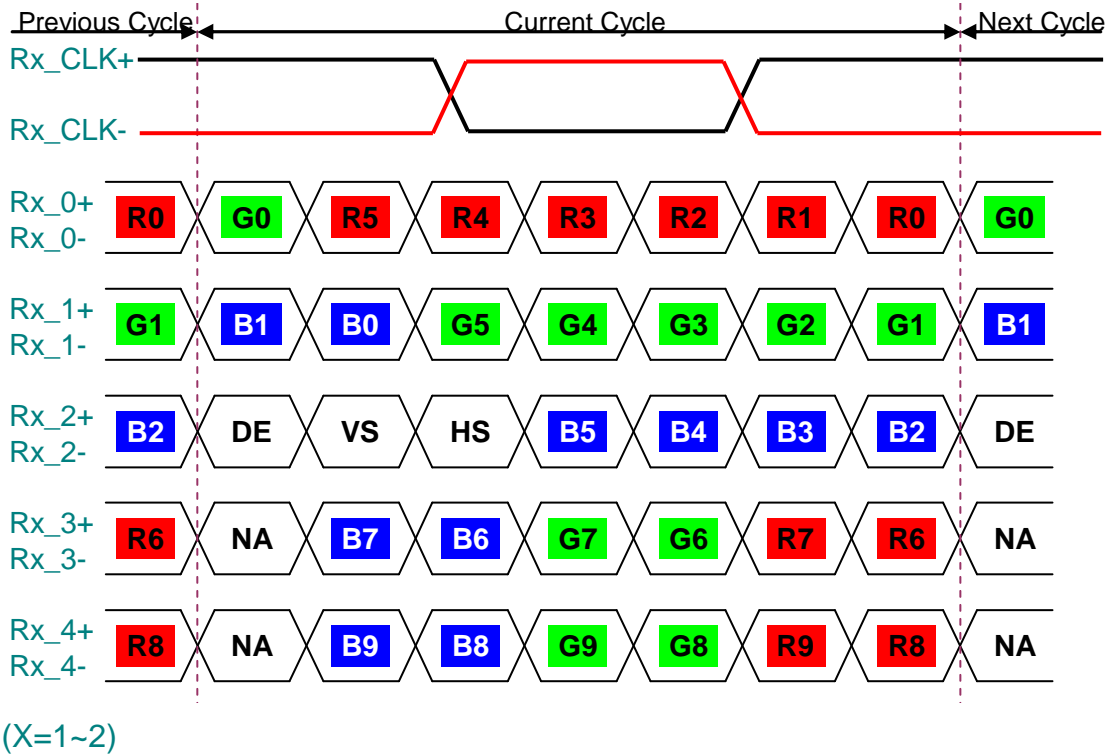 Previous Cycle Current Cycle Next Cycle
Rx_CLK+
Rx_CLK-
Rx_0+
Rx_0-
R0 G0 R5 R4 R3 R2 R1 R0 G0
Rx_1+
Rx_1-
G1 B1 B0 G5 G4 G3 G2 G1 B1
Rx_2+
Rx_2-
B2 DE VS HS B5 B4 B3 B2 DE
Rx_3+
Rx_3-
R6 NA B7 B6 G7 G6 R7 R6 NA
Rx_4+
Rx_4-
R8 NA B9 B8 G9 G8 R9 R8 NA
(X=1~2)